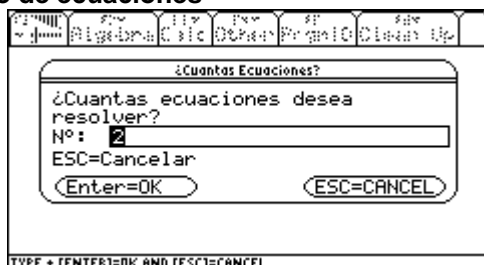 de ecuaciones
Algebra Calc Other PrgmIO Clean Up
¿Cuantas Ecuaciones?
¿Cuantas ecuaciones desea
resolver?
Nº: 2
ESC=Cancelar
Enter=OK ESC=CANCEL
TYPE + [ENTER]=OK AND [ESC]=CANCEL